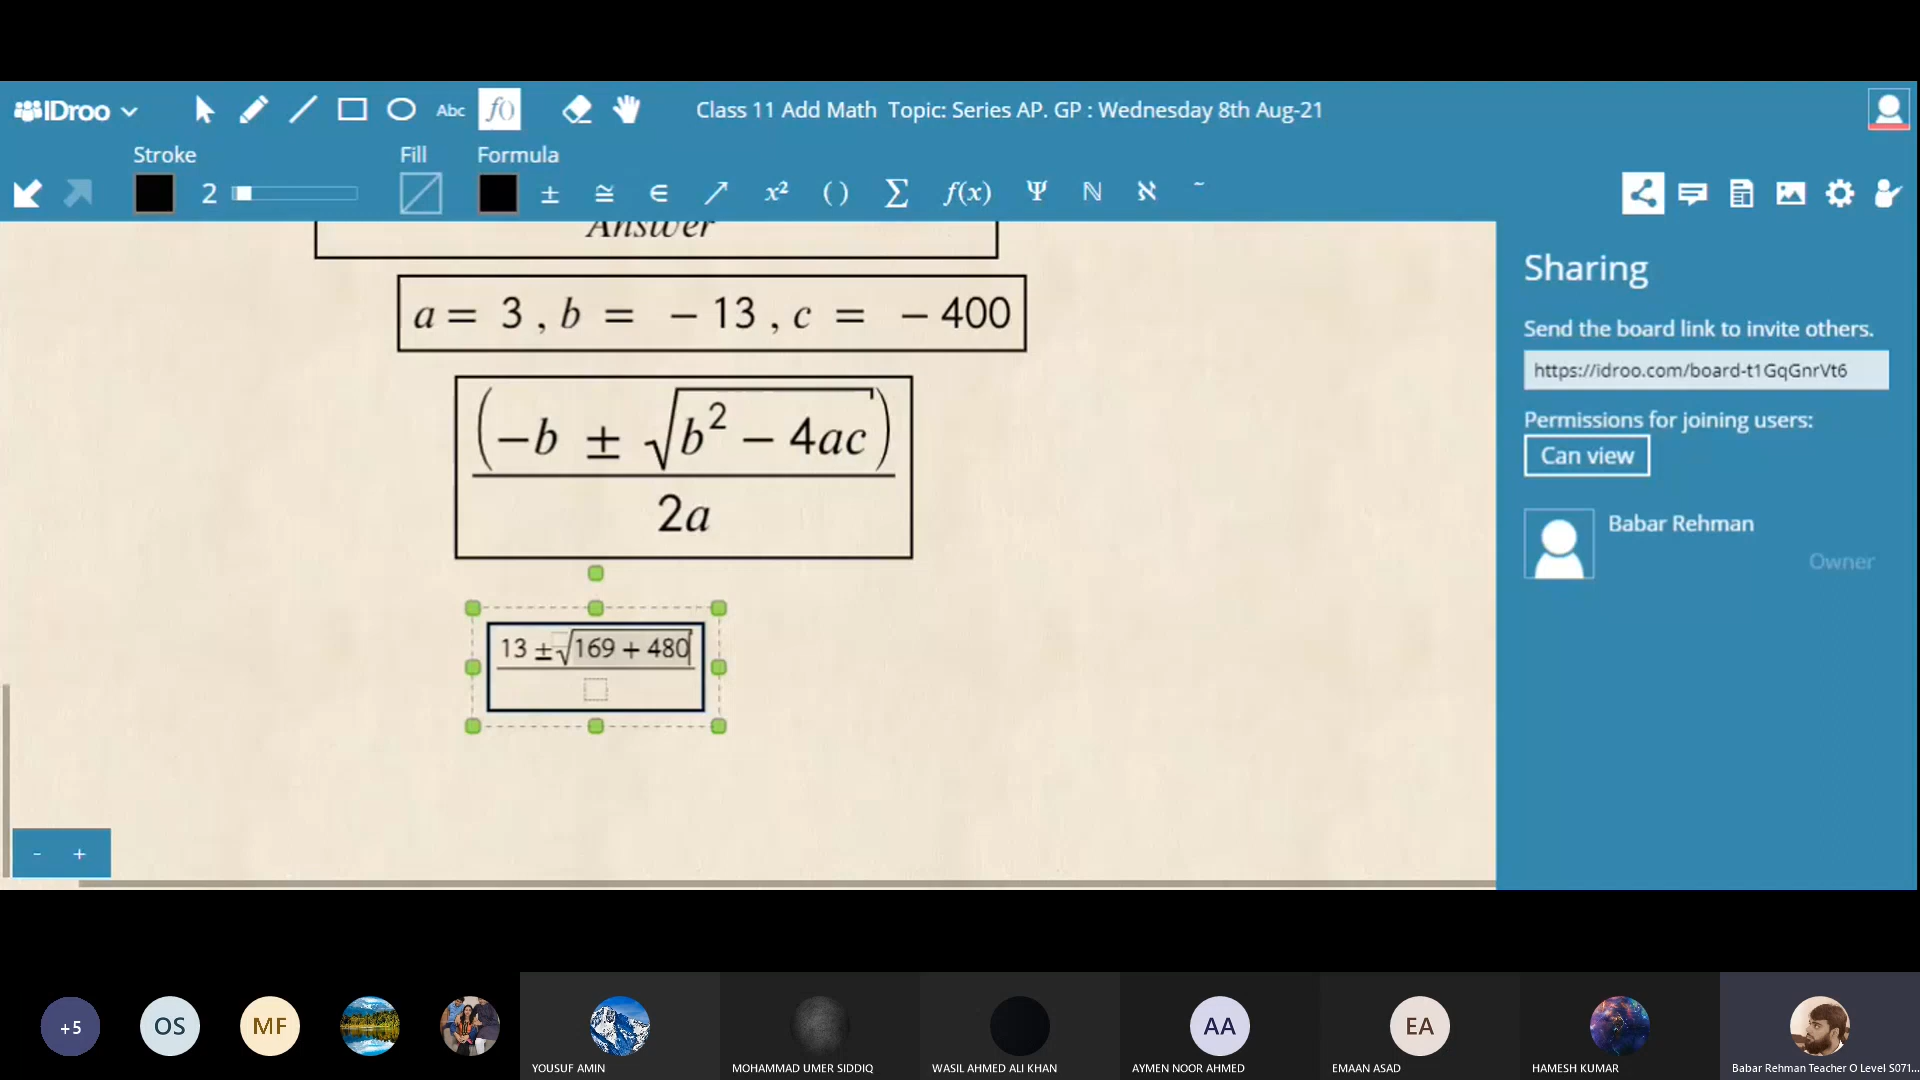 IDroo
Abc
f()
Class 11 Add Math Topic: Series AP. GP : Wednesday 8th Aug-21
Stroke
Fill
Formula
2
± ≅ ∈ ↗ x² ( ) ∑ f(x) Ψ ℕ ℵ ˜
Answer
a = 3 , b = − 13 , c = − 400
(−b ± √b² − 4ac)
2a
13 ± √169 + 480
- +
Sharing
Send the board link to invite others.
https://idroo.com/board-t1GqGnrVt6
Permissions for joining users:
Can view
Babar Rehman
Owner
+5
OS
MF
AA
EA
YOUSUF AMIN
MOHAMMAD UMER SIDDIQ
WASIL AHMED ALI KHAN
AYMEN NOOR AHMED
EMAAN ASAD
HAMESH KUMAR
Babar Rehman Teacher O Level S071...